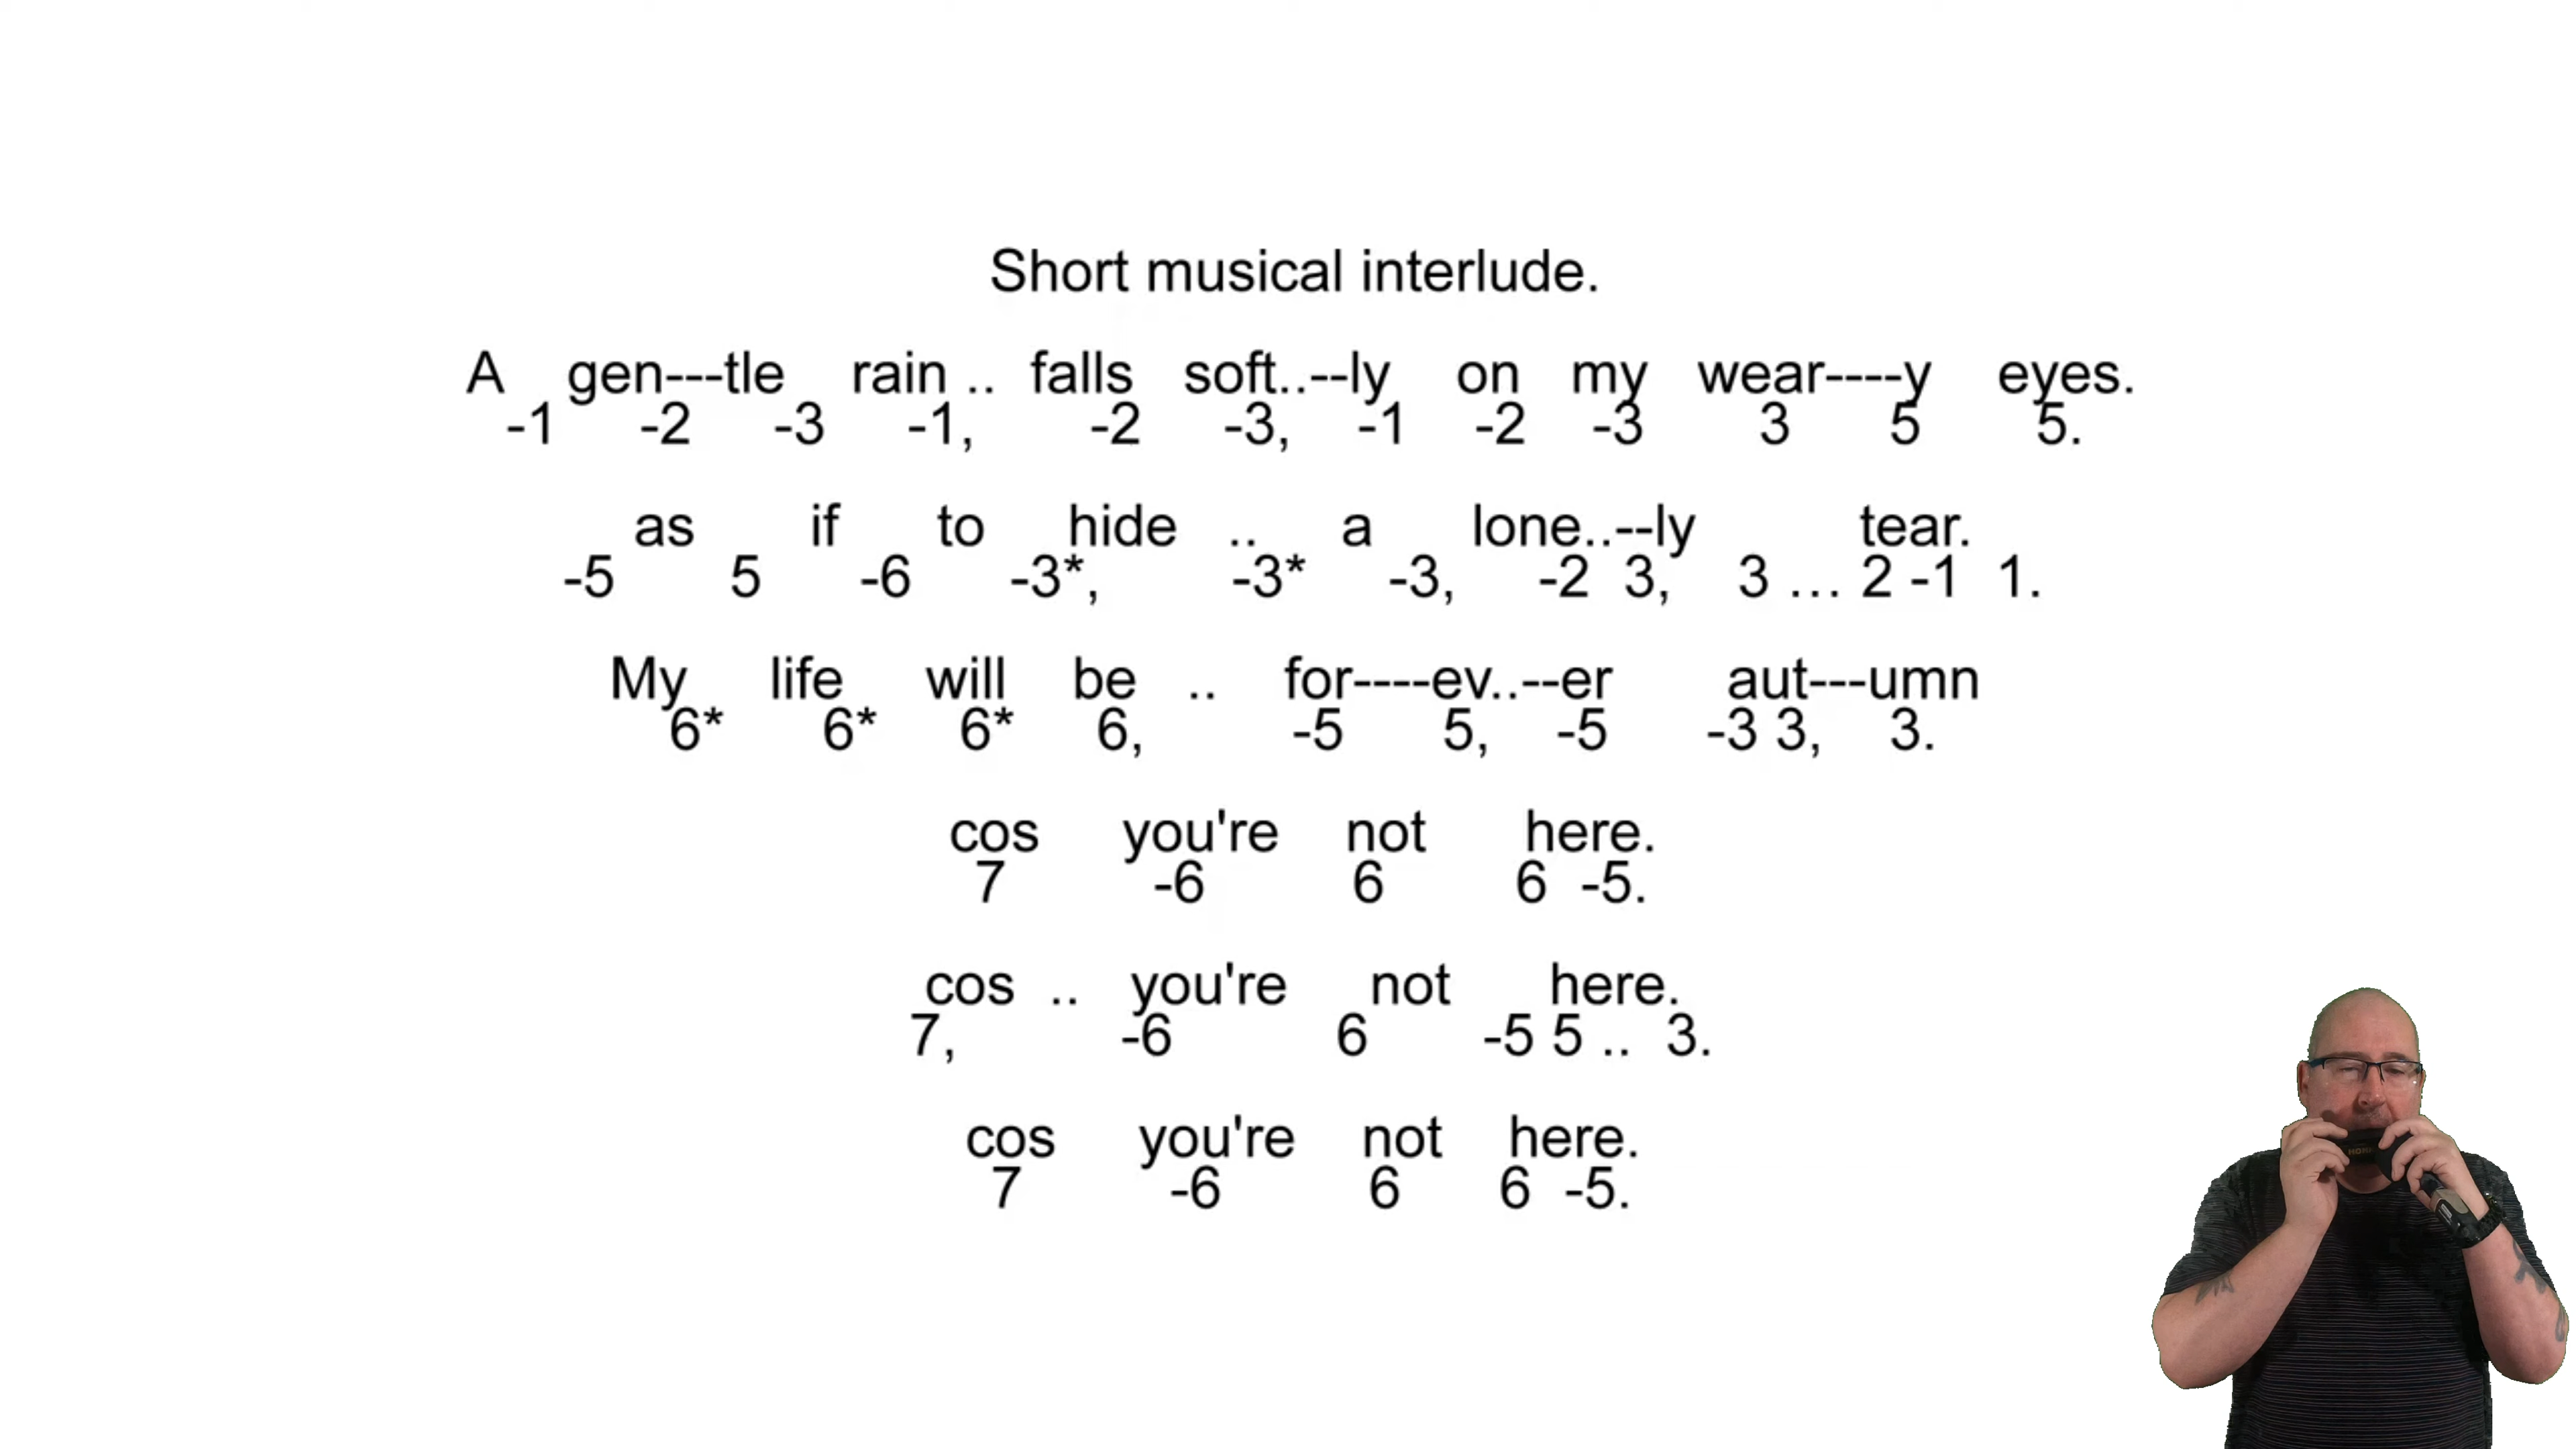 Short musical interlude.
A gen---tle rain .. falls soft..--ly on my wear----y eyes.
-1 -2 -3 -1, -2 -3, -1 -2 -3 3 5 5.
as if to hide .. a lone..--ly tear.
-5 5 -6 -3*, -3* -3, -2 3, 3 ... 2 -1 1.
My life will be .. for----ev..--er aut---umn
6* 6* 6* 6, -5 5, -5 -3 3, 3.
cos you're not here.
7 -6 6 6 -5.
cos .. you're not here.
7, -6 6 -5 5 .. 3.
cos you're not here.
7 -6 6 6 -5.